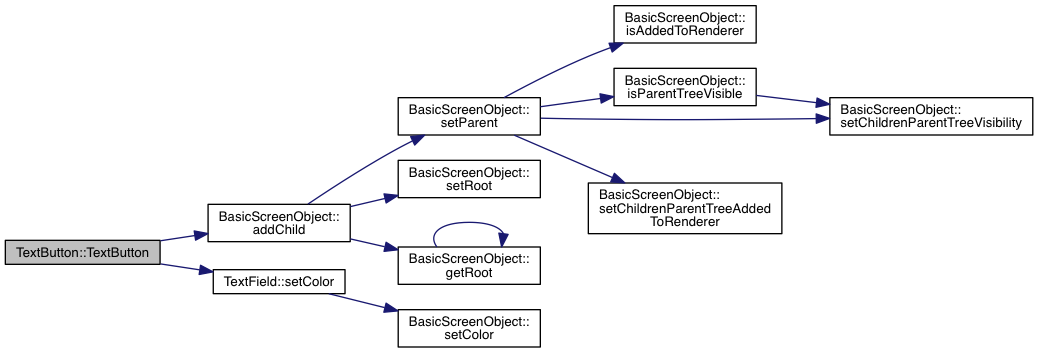 TextButton::TextButton
BasicScreenObject::
addChild
TextField::setColor
BasicScreenObject::
setParent
BasicScreenObject::
setRoot
BasicScreenObject::
getRoot
BasicScreenObject::
setColor
BasicScreenObject::
isAddedToRenderer
BasicScreenObject::
isParentTreeVisible
BasicScreenObject::
setChildrenParentTreeAdded
ToRenderer
BasicScreenObject::
setChildrenParentTreeVisibility